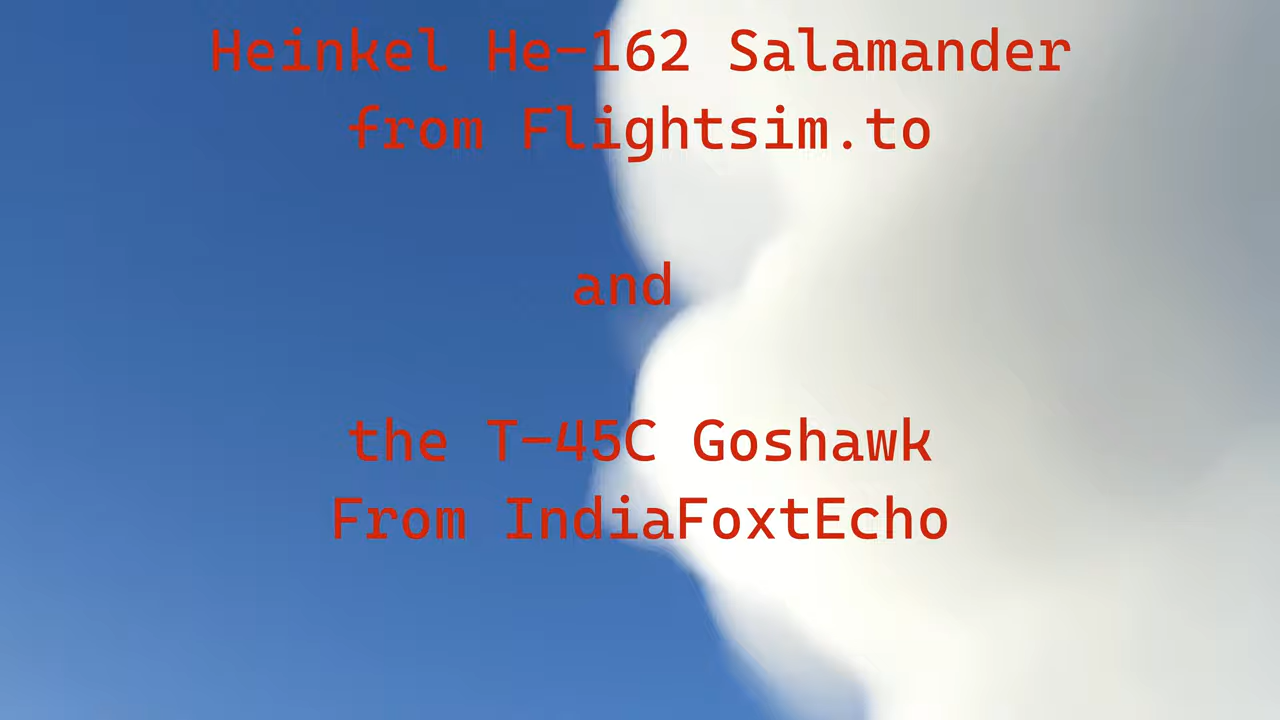 Heinkel He-162 Salamander
from Flightsim.to
and
the T-45C Goshawk
From IndiaFoxtEcho